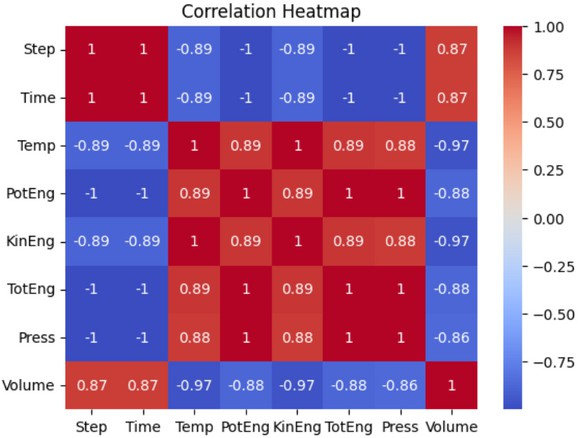 Correlation Heatmap
Step 1 1 -0.89 -1 -0.89 -1 -1 0.87
Time 1 1 -0.89 -1 -0.89 -1 -1 0.87
Temp -0.89 -0.89 1 0.89 1 0.89 0.88 -0.97
PotEng -1 -1 0.89 1 0.89 1 1 -0.88
KinEng -0.89 -0.89 1 0.89 1 0.89 0.88 -0.97
TotEng -1 -1 0.89 1 0.89 1 1 -0.88
Press -1 -1 0.88 1 0.88 1 1 -0.86
Volume 0.87 0.87 -0.97 -0.88 -0.97 -0.88 -0.86 1
Step Time Temp PotEng KinEng TotEng Press Volume
1.00
0.75
0.50
0.25
0.00
−0.25
−0.50
−0.75